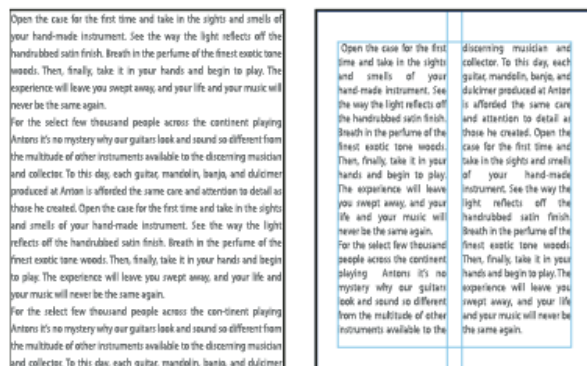 Open the case for the first time and take in the sights and smells of
your hand-made instrument. See the way the light reflects off the
handrubbed satin finish. Breath in the perfume of the finest exotic tone
woods. Then, finally, take it in your hands and begin to play. The
experience will leave you swept away, and your life and your music will
never be the same again.
For the select few thousand people across the continent playing
Antons it's no mystery why our guitars look and sound so different from
the multitude of other instruments available to the discerning musician
and collector. To this day, each guitar, mandolin, banjo, and dulcimer
produced at Anton is afforded the same care and attention to detail as
those he created. Open the case for the first time and take in the sights
and smells of your hand-made instrument. See the way the light
reflects off the handrubbed satin finish. Breath in the perfume of the
finest exotic tone woods. Then, finally, take it in your hands and begin
to play. The experience will leave you swept away, and your life and
your music will never be the same again.
For the select few thousand people across the con-tinent playing
Antons it's no mystery why our guitars look and sound so different from
the multitude of other instruments available to the discerning musician
and collector. To this day, each guitar, mandolin, banjo, and dulcimer
Open the case for the first
time and take in the sights
and smells of your
hand-made instrument. See
the way the light reflects off
the handrubbed satin finish.
Breath in the perfume of the
finest exotic tone woods.
Then, finally, take it in your
hands and begin to play.
The experience will leave
you swept away, and your
life and your music will
never be the same again.
For the select few thousand
people across the continent
playing Antons it's no
mystery why our guitars
look and sound so different
from the multitude of other
instruments available to the
discerning musician and
collector. To this day, each
guitar, mandolin, banjo, and
dulcimer produced at Anton
is afforded the same care
and attention to detail as
those he created. Open the
case for the first time and
take in the sights and smells
of your hand-made
instrument. See the way the
light reflects off the
handrubbed satin finish.
Breath in the perfume of the
finest exotic tone woods.
Then, finally, take it in your
hands and begin to play. The
experience will leave you
swept away, and your life
and your music will never be
the same again.